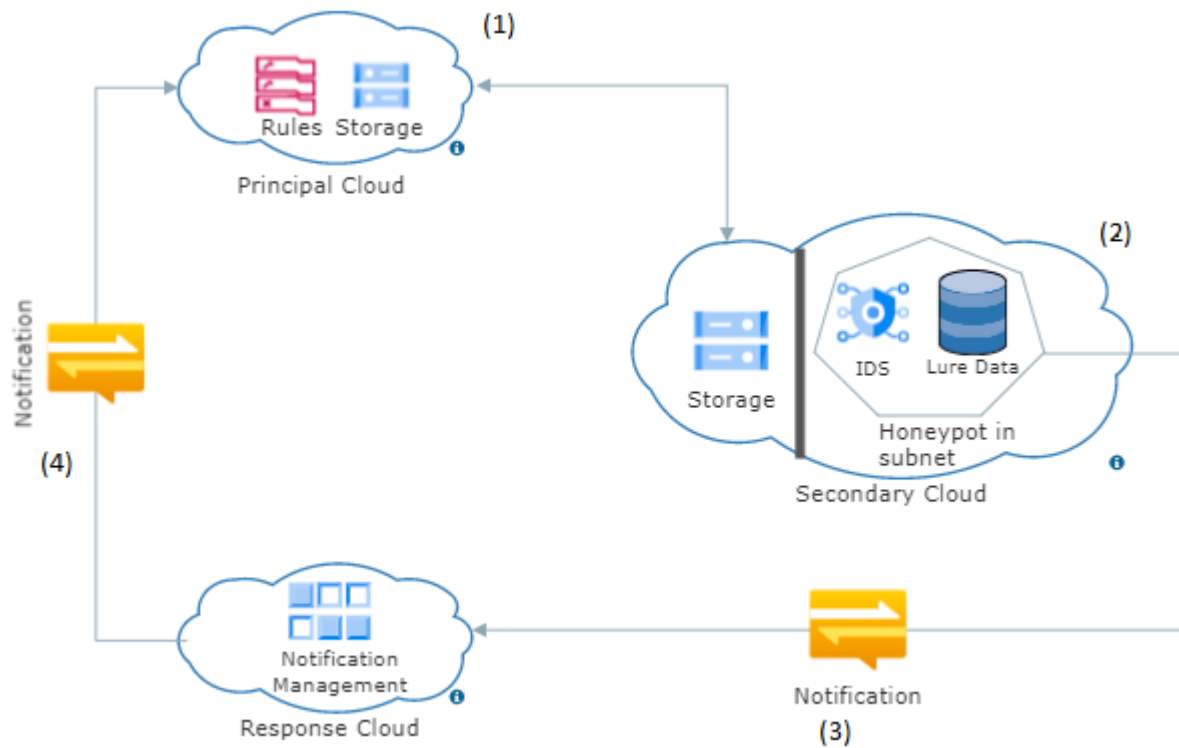 (1)
Rules Storage
Principal Cloud
(2)
IDS
Lure Data
Storage
Honeypot in
subnet
Secondary Cloud
Notification
(4)
Notification
Management
Response Cloud
Notification
(3)